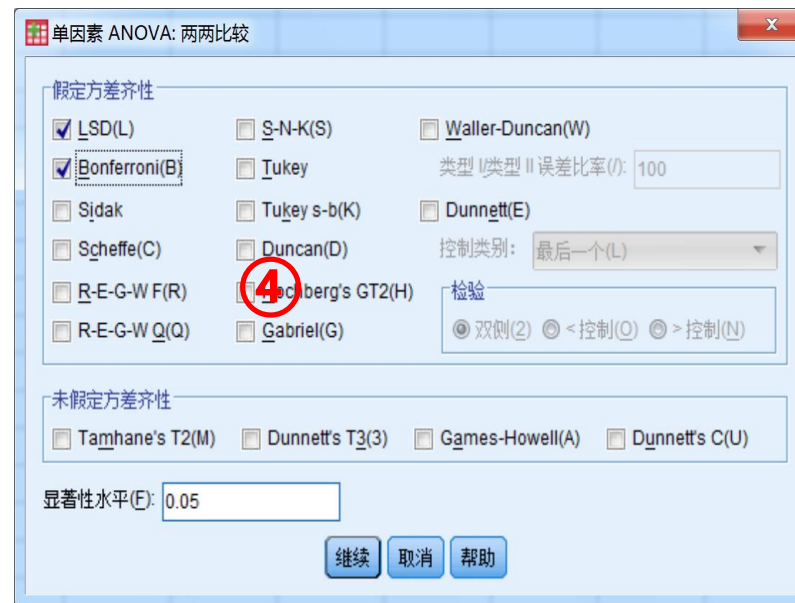 单因素 ANOVA: 两两比较
x
假定方差齐性
LSD(L) S-N-K(S) Waller-Duncan(W)
Bonferroni(B) Tukey 类型 I/类型 II 误差比率(/): 100
Sidak Tukey s-b(K) Dunnett(E)
Scheffe(C) Duncan(D) 控制类别: 最后一个(L)
R-E-G-W F(R) ④ GT2(H) 检验
R-E-G-W Q(Q) Gabriel(G) 双侧(2) < 控制(O) > 控制(N)
未假定方差齐性
Tamhane's T2(M) Dunnett's T3(3) Games-Howell(A) Dunnett's C(U)
显著性水平(F): 0.05
继续 取消 帮助